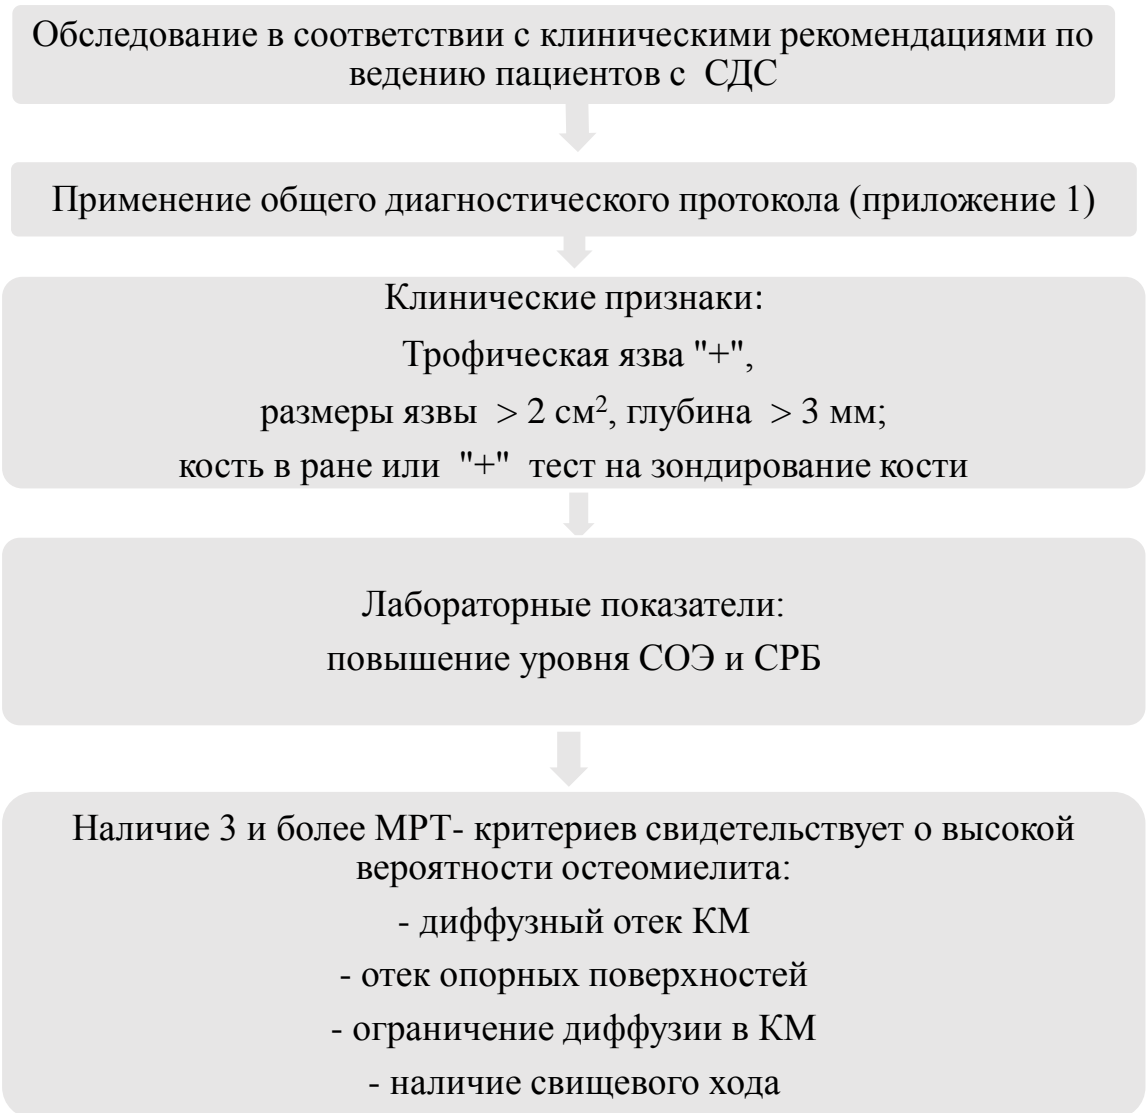 Обследование в соответствии с клиническими рекомендациями по
ведению пациентов с СДС
Применение общего диагностического протокола (приложение 1)
Клинические признаки:
Трофическая язва "+",
размеры язвы > 2 см², глубина > 3 мм;
кость в ране или "+" тест на зондирование кости
Лабораторные показатели:
повышение уровня СОЭ и СРБ
Наличие 3 и более МРТ- критериев свидетельствует о высокой
вероятности остеомиелита:
- диффузный отек КМ
- отек опорных поверхностей
- ограничение диффузии в КМ
- наличие свищевого хода